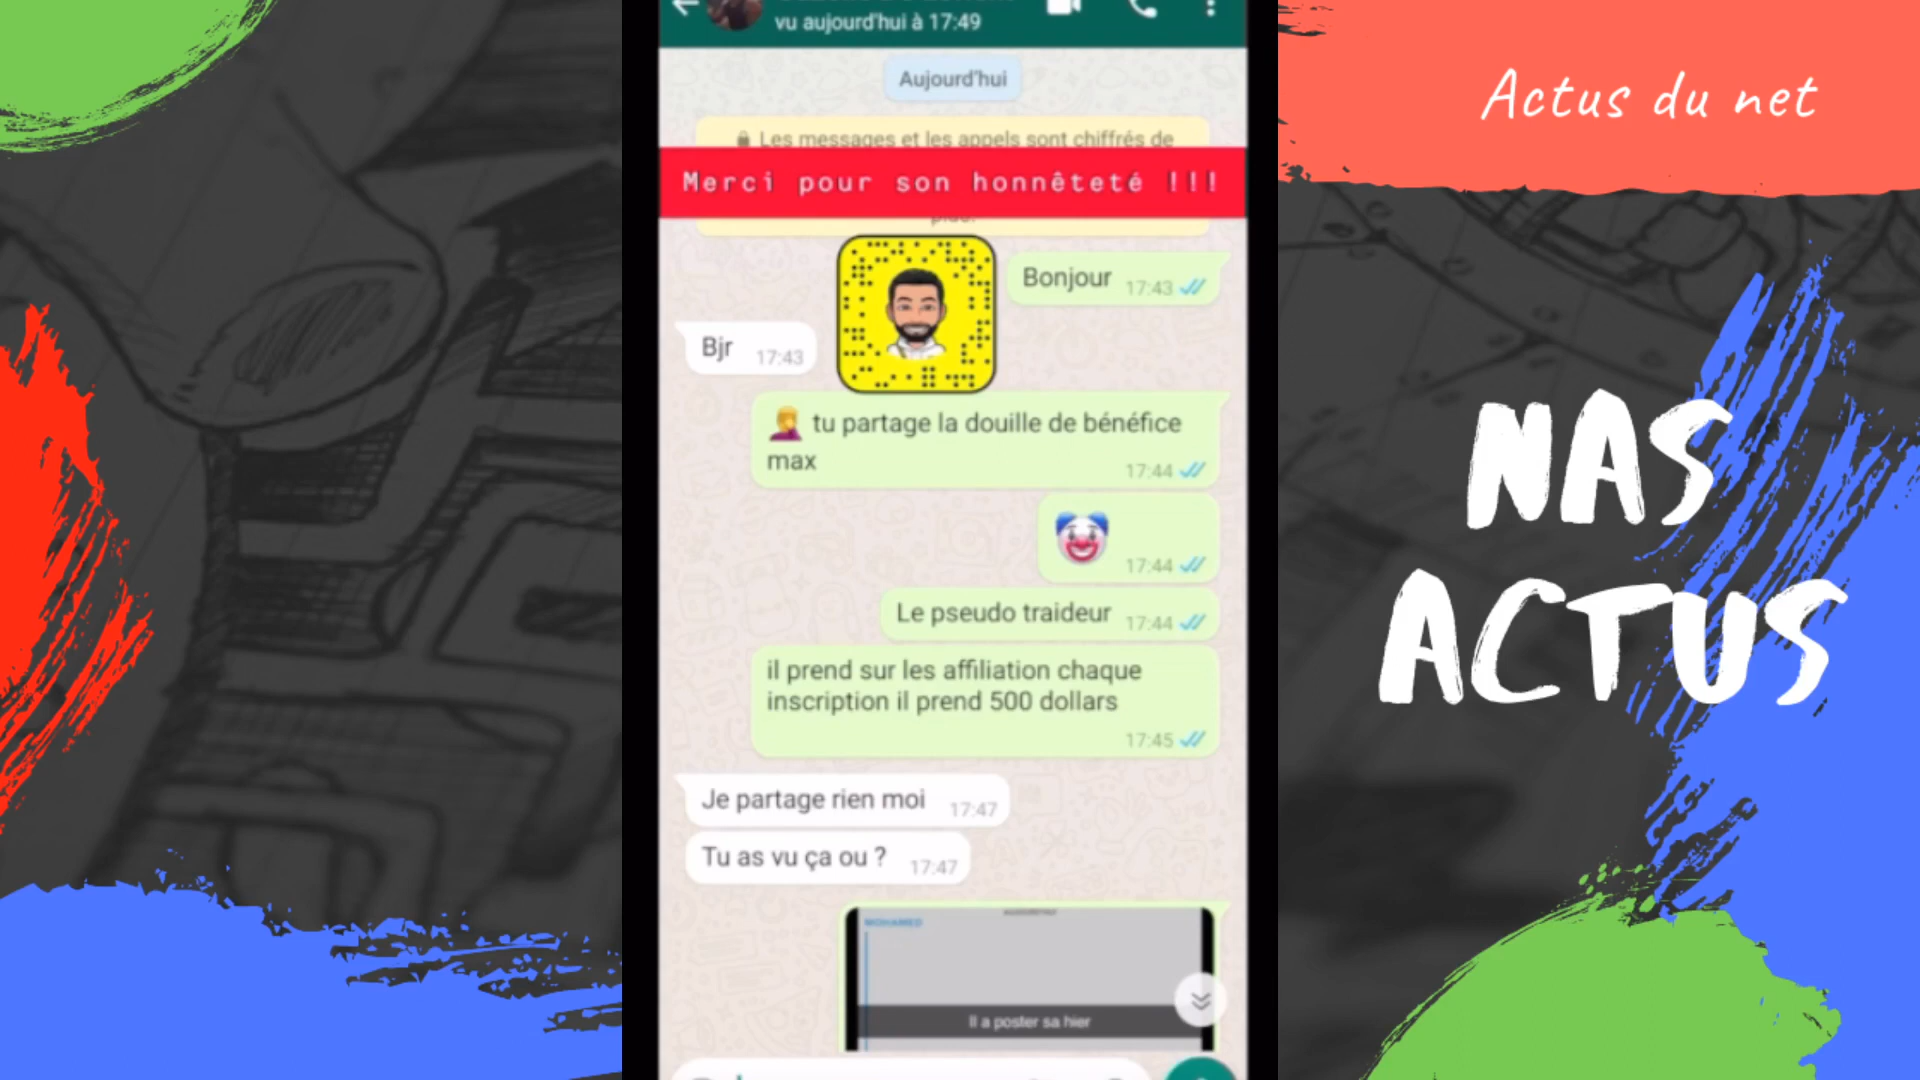 vu aujourd'hui à 17:49
Aujourd'hui
Les messages et les appels sont chiffrés de
Merci pour son honnêteté !!!
plus.
Bonjour 17:43
Bjr 17:43
tu partage la douille de bénéfice
max 17:44
17:44
Le pseudo traideur 17:44
il prend sur les affiliation chaque
inscription il prend 500 dollars
17:45
Je partage rien moi 17:47
Tu as vu ça ou ? 17:47
MOHAMED
Il a poster sa hier
Actus du net
NAS
ACTUS